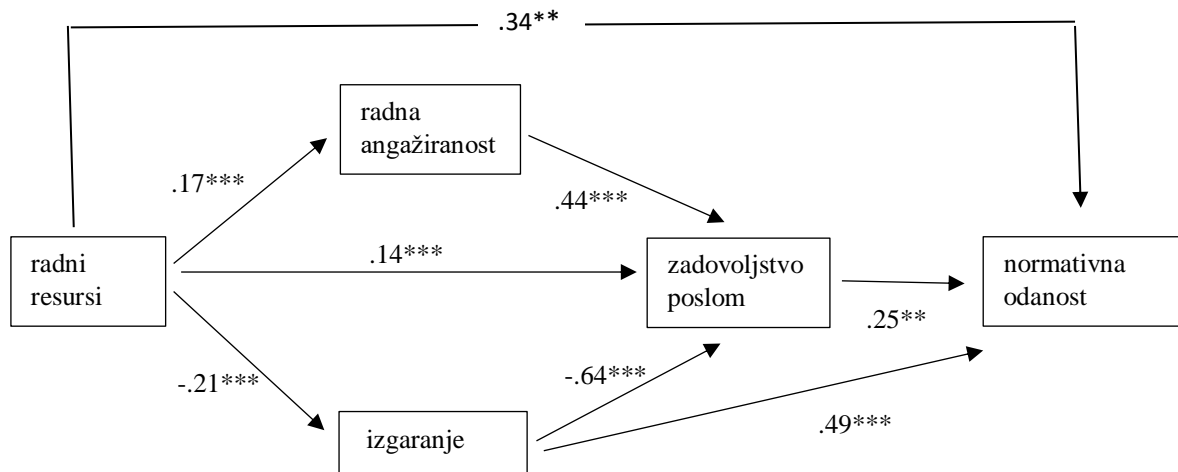 .34**
radna
angažiranost
.17***
.44***
radni
resursi
.14***
zadovoljstvo
poslom
normativna
odanost
.25**
-.21***
-.64***
izgaranje
.49***